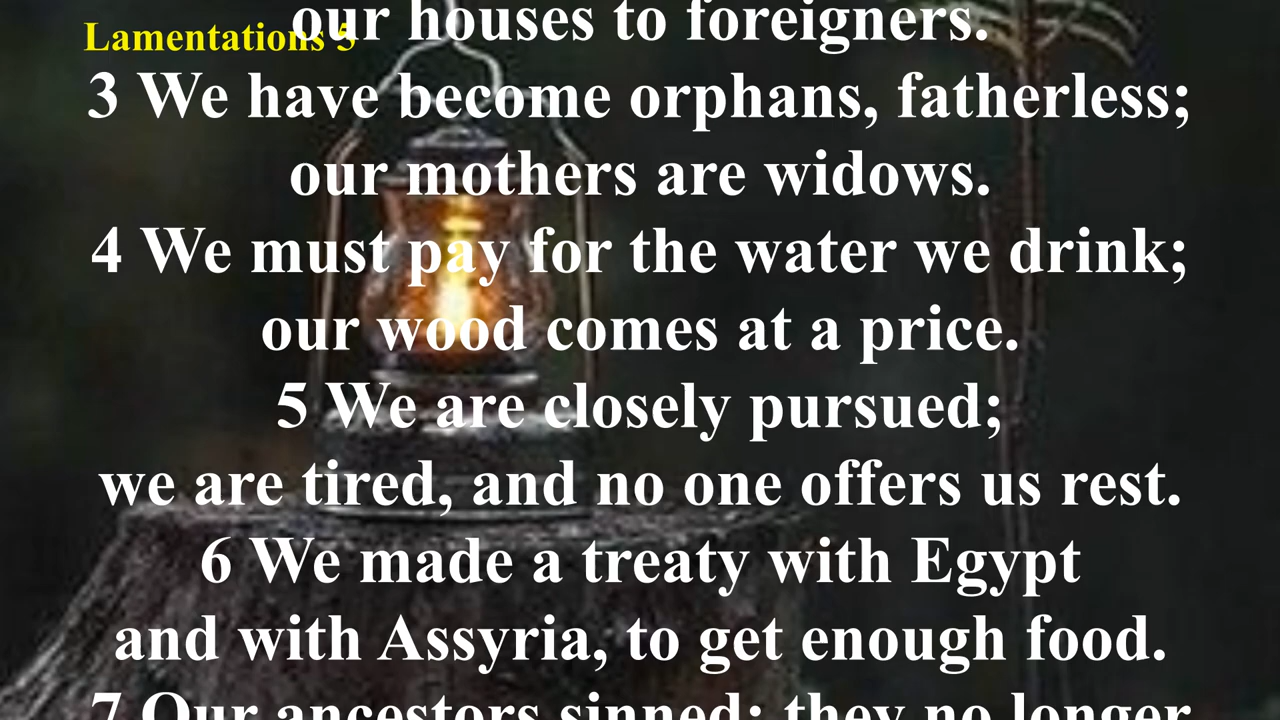 Lamentations 5
our houses to foreigners.
3 We have become orphans, fatherless;
our mothers are widows.
4 We must pay for the water we drink;
our wood comes at a price.
5 We are closely pursued;
we are tired, and no one offers us rest.
6 We made a treaty with Egypt
and with Assyria, to get enough food.
7 Our ancestors sinned; they no longer